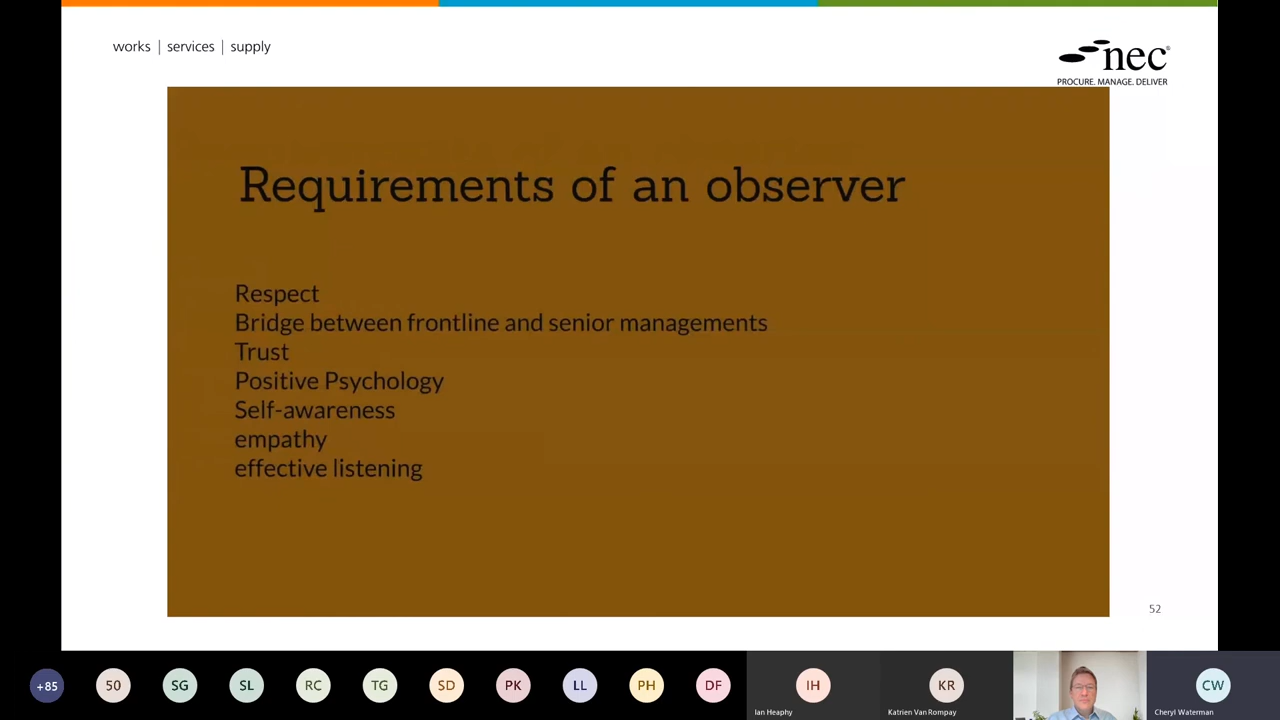 works | services | supply
nec®
PROCURE. MANAGE. DELIVER
Requirements of an observer
Respect
Bridge between frontline and senior managements
Trust
Positive Psychology
Self-awareness
empathy
effective listening
52
+85
50
SG
SL
RC
TG
SD
PK
LL
PH
DF
IH
KR
CW
Ian Heaphy
Katrien Van Rompay
Cheryl Waterman